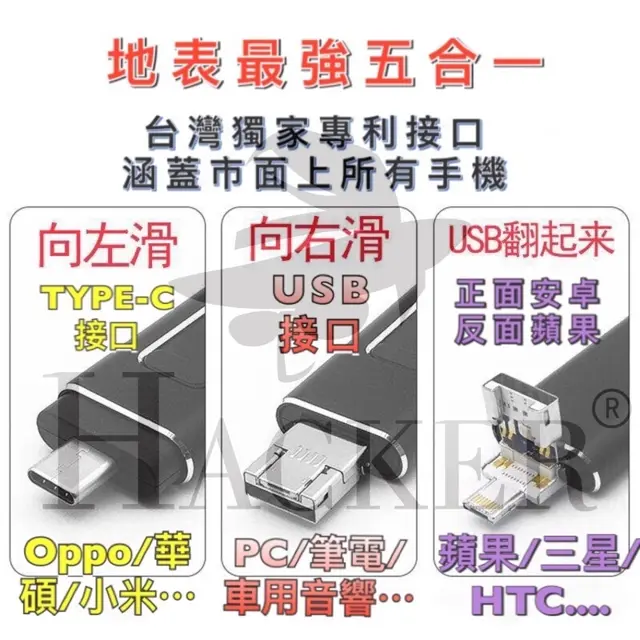 地表最強五合一
台灣獨家專利接口
涵蓋市面上所有手機
向左滑
TYPE-C
接口
Oppo/華
碩/小米…
向右滑
USB
接口
PC/筆電/
車用音響…
USB翻起来
正面安卓
反面蘋果
蘋果/三星/
HTC....
HACKER®